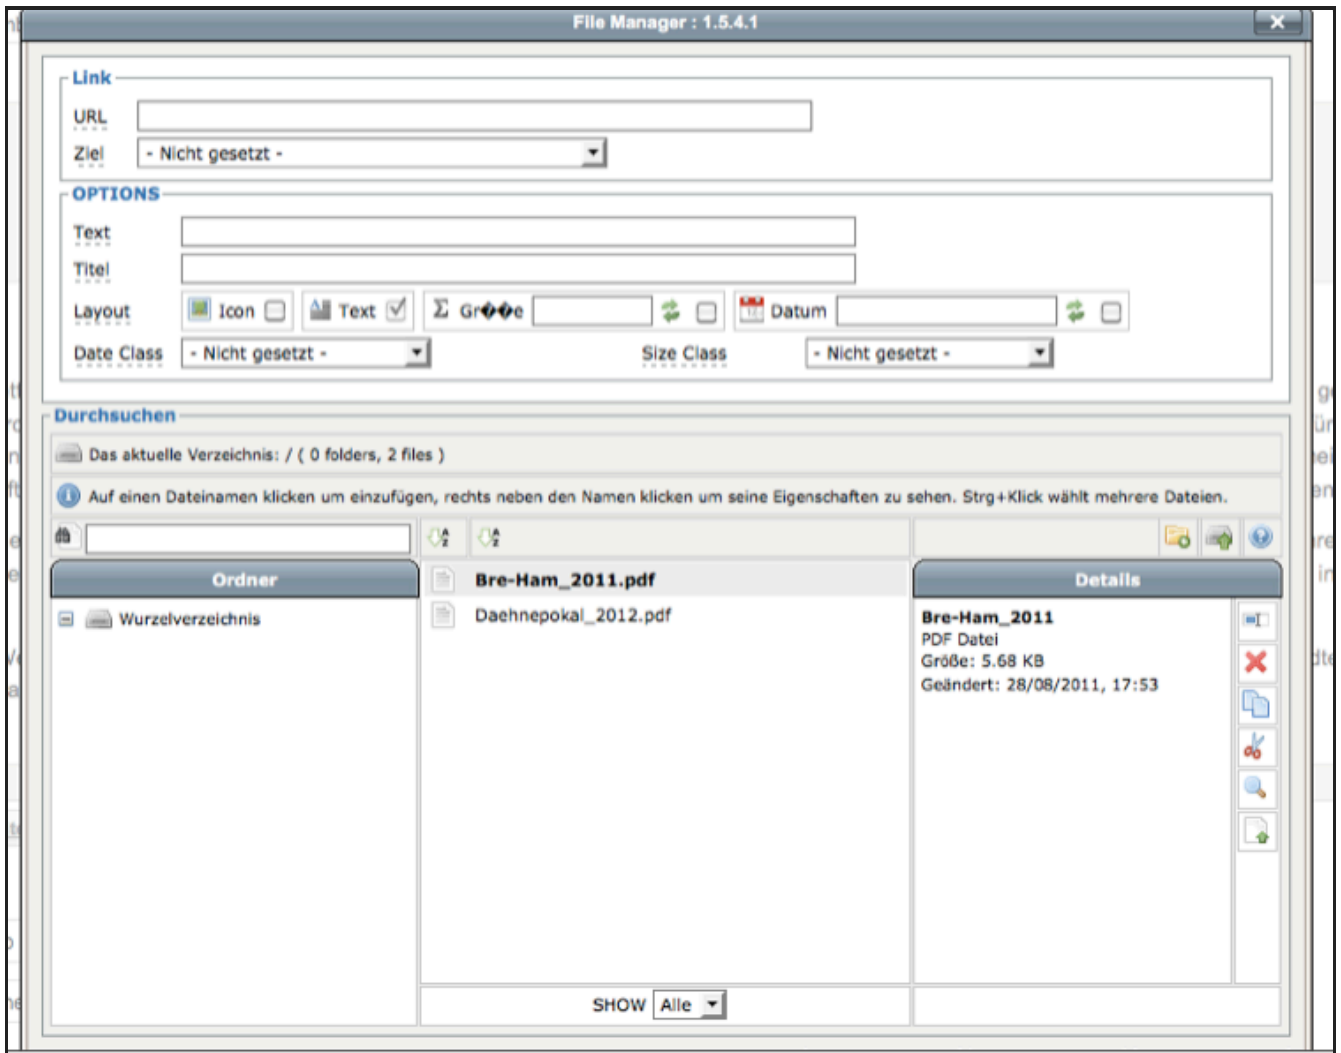 File Manager : 1.5.4.1
Link
URL
Ziel - Nicht gesetzt -
OPTIONS
Text
Titel
Layout Icon Text Σ Gr��e Datum
Date Class - Nicht gesetzt - Size Class - Nicht gesetzt -
Durchsuchen
Das aktuelle Verzeichnis: / ( 0 folders, 2 files )
Auf einen Dateinamen klicken um einzufügen, rechts neben den Namen klicken um seine Eigenschaften zu sehen. Strg+Klick wählt mehrere Dateien.
Ordner
Wurzelverzeichnis
Bre-Ham_2011.pdf
Daehnepokal_2012.pdf
Details
Bre-Ham_2011
PDF Datei
Größe: 5.68 KB
Geändert: 28/08/2011, 17:53
SHOW Alle